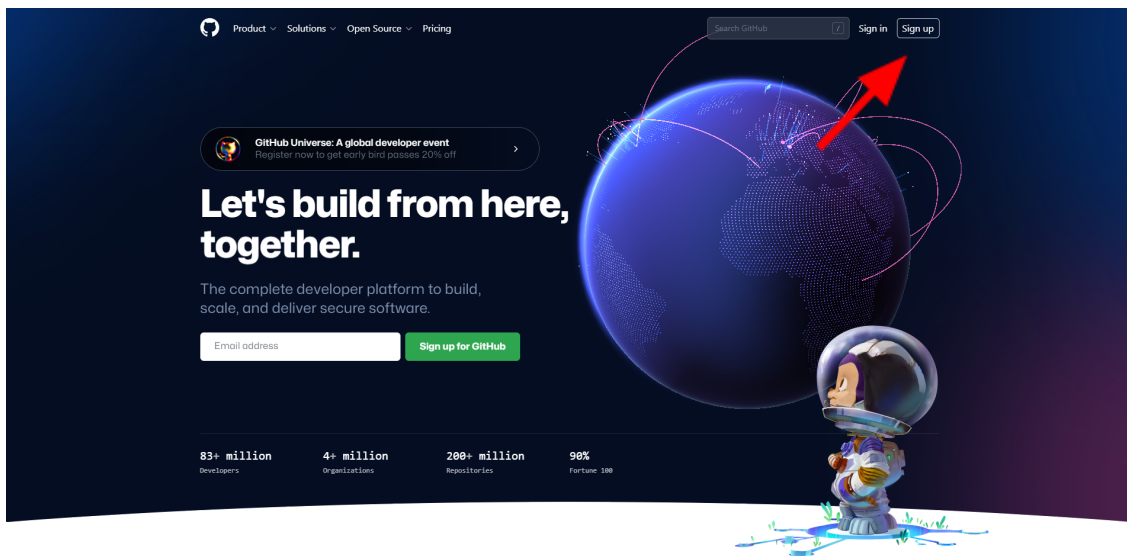 Product Solutions Open Source Pricing
Search GitHub /
Sign in
Sign up
GitHub Universe: A global developer event
Register now to get early bird passes 20% off
Let's build from here,
together.
The complete developer platform to build,
scale, and deliver secure software.
Email address
Sign up for GitHub
83+ million
Developers
4+ million
Organizations
200+ million
Repositories
90%
Fortune 100